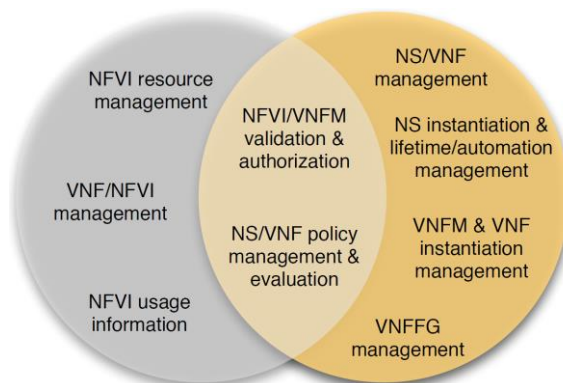 NFVI resource
management
VNF/NFVI
management
NFVI usage
information
NFVI/VNFM
validation &
authorization
NS/VNF policy
management &
evaluation
NS/VNF
management
NS instantiation &
lifetime/automation
management
VNFM & VNF
instantiation
management
VNFFG
management